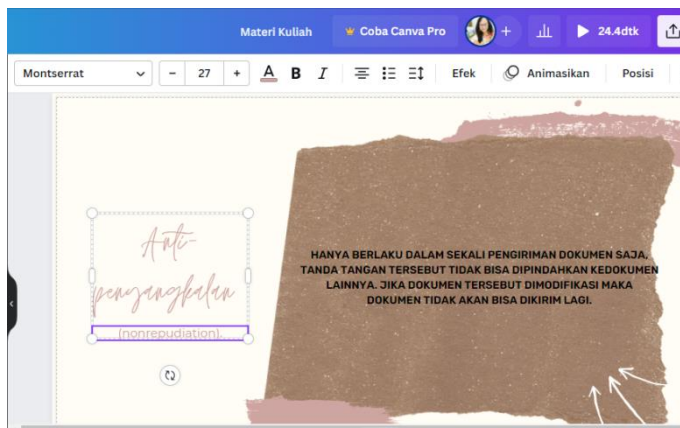 Materi Kuliah
Coba Canva Pro
+
24.4dtk
Montserrat
- 27 +
A B I
Efek
Animasikan
Posisi
Anti-
penyangkalan
(nonrepudiation).
HANYA BERLAKU DALAM SEKALI PENGIRIMAN DOKUMEN SAJA,
TANDA TANGAN TERSEBUT TIDAK BISA DIPINDAHKAN KEDOKUMEN
LAINNYA. JIKA DOKUMEN TERSEBUT DIMODIFIKASI MAKA
DOKUMEN TIDAK AKAN BISA DIKIRIM LAGI.